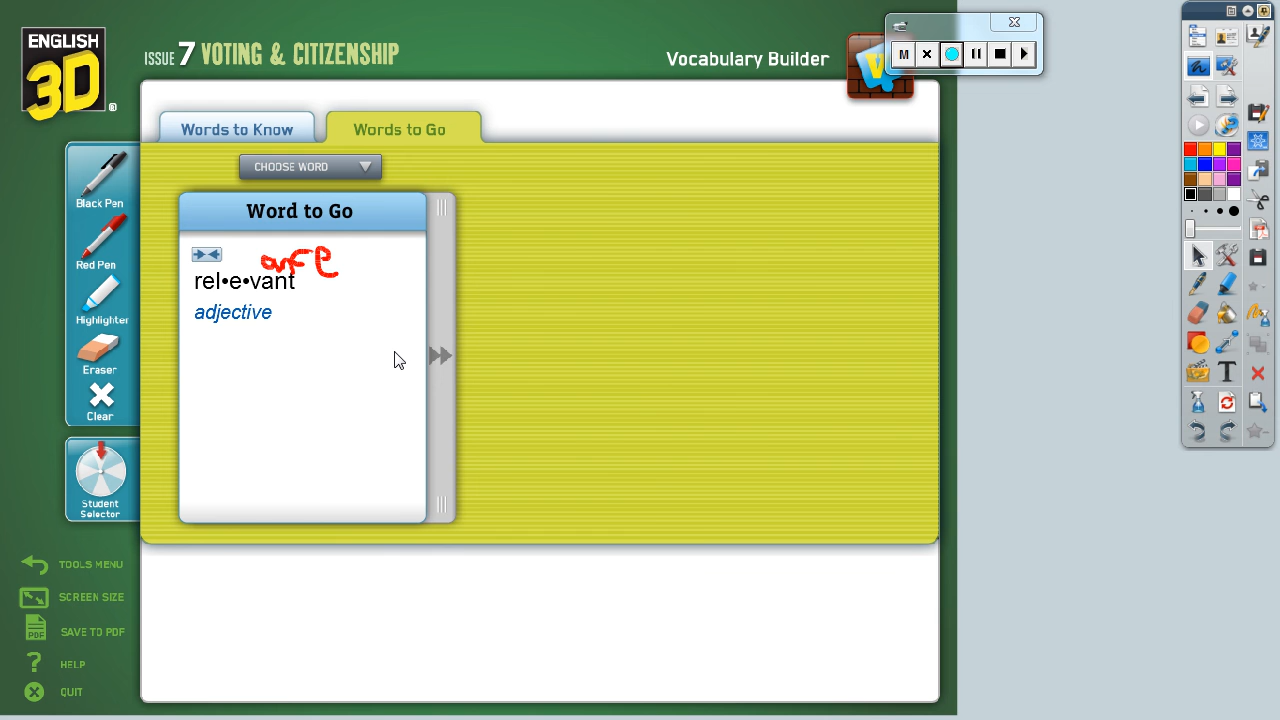 ENGLISH
3D
®
ISSUE 7 VOTING & CITIZENSHIP
Vocabulary Builder
V
M
Words to Know
Words to Go
CHOOSE WORD
Word to Go
rel•e•vant
adjective
Black Pen
Red Pen
Highlighter
Eraser
Clear
Student
Selector
TOOLS MENU
SCREEN SIZE
PDF
SAVE TO PDF
?
HELP
QUIT
T